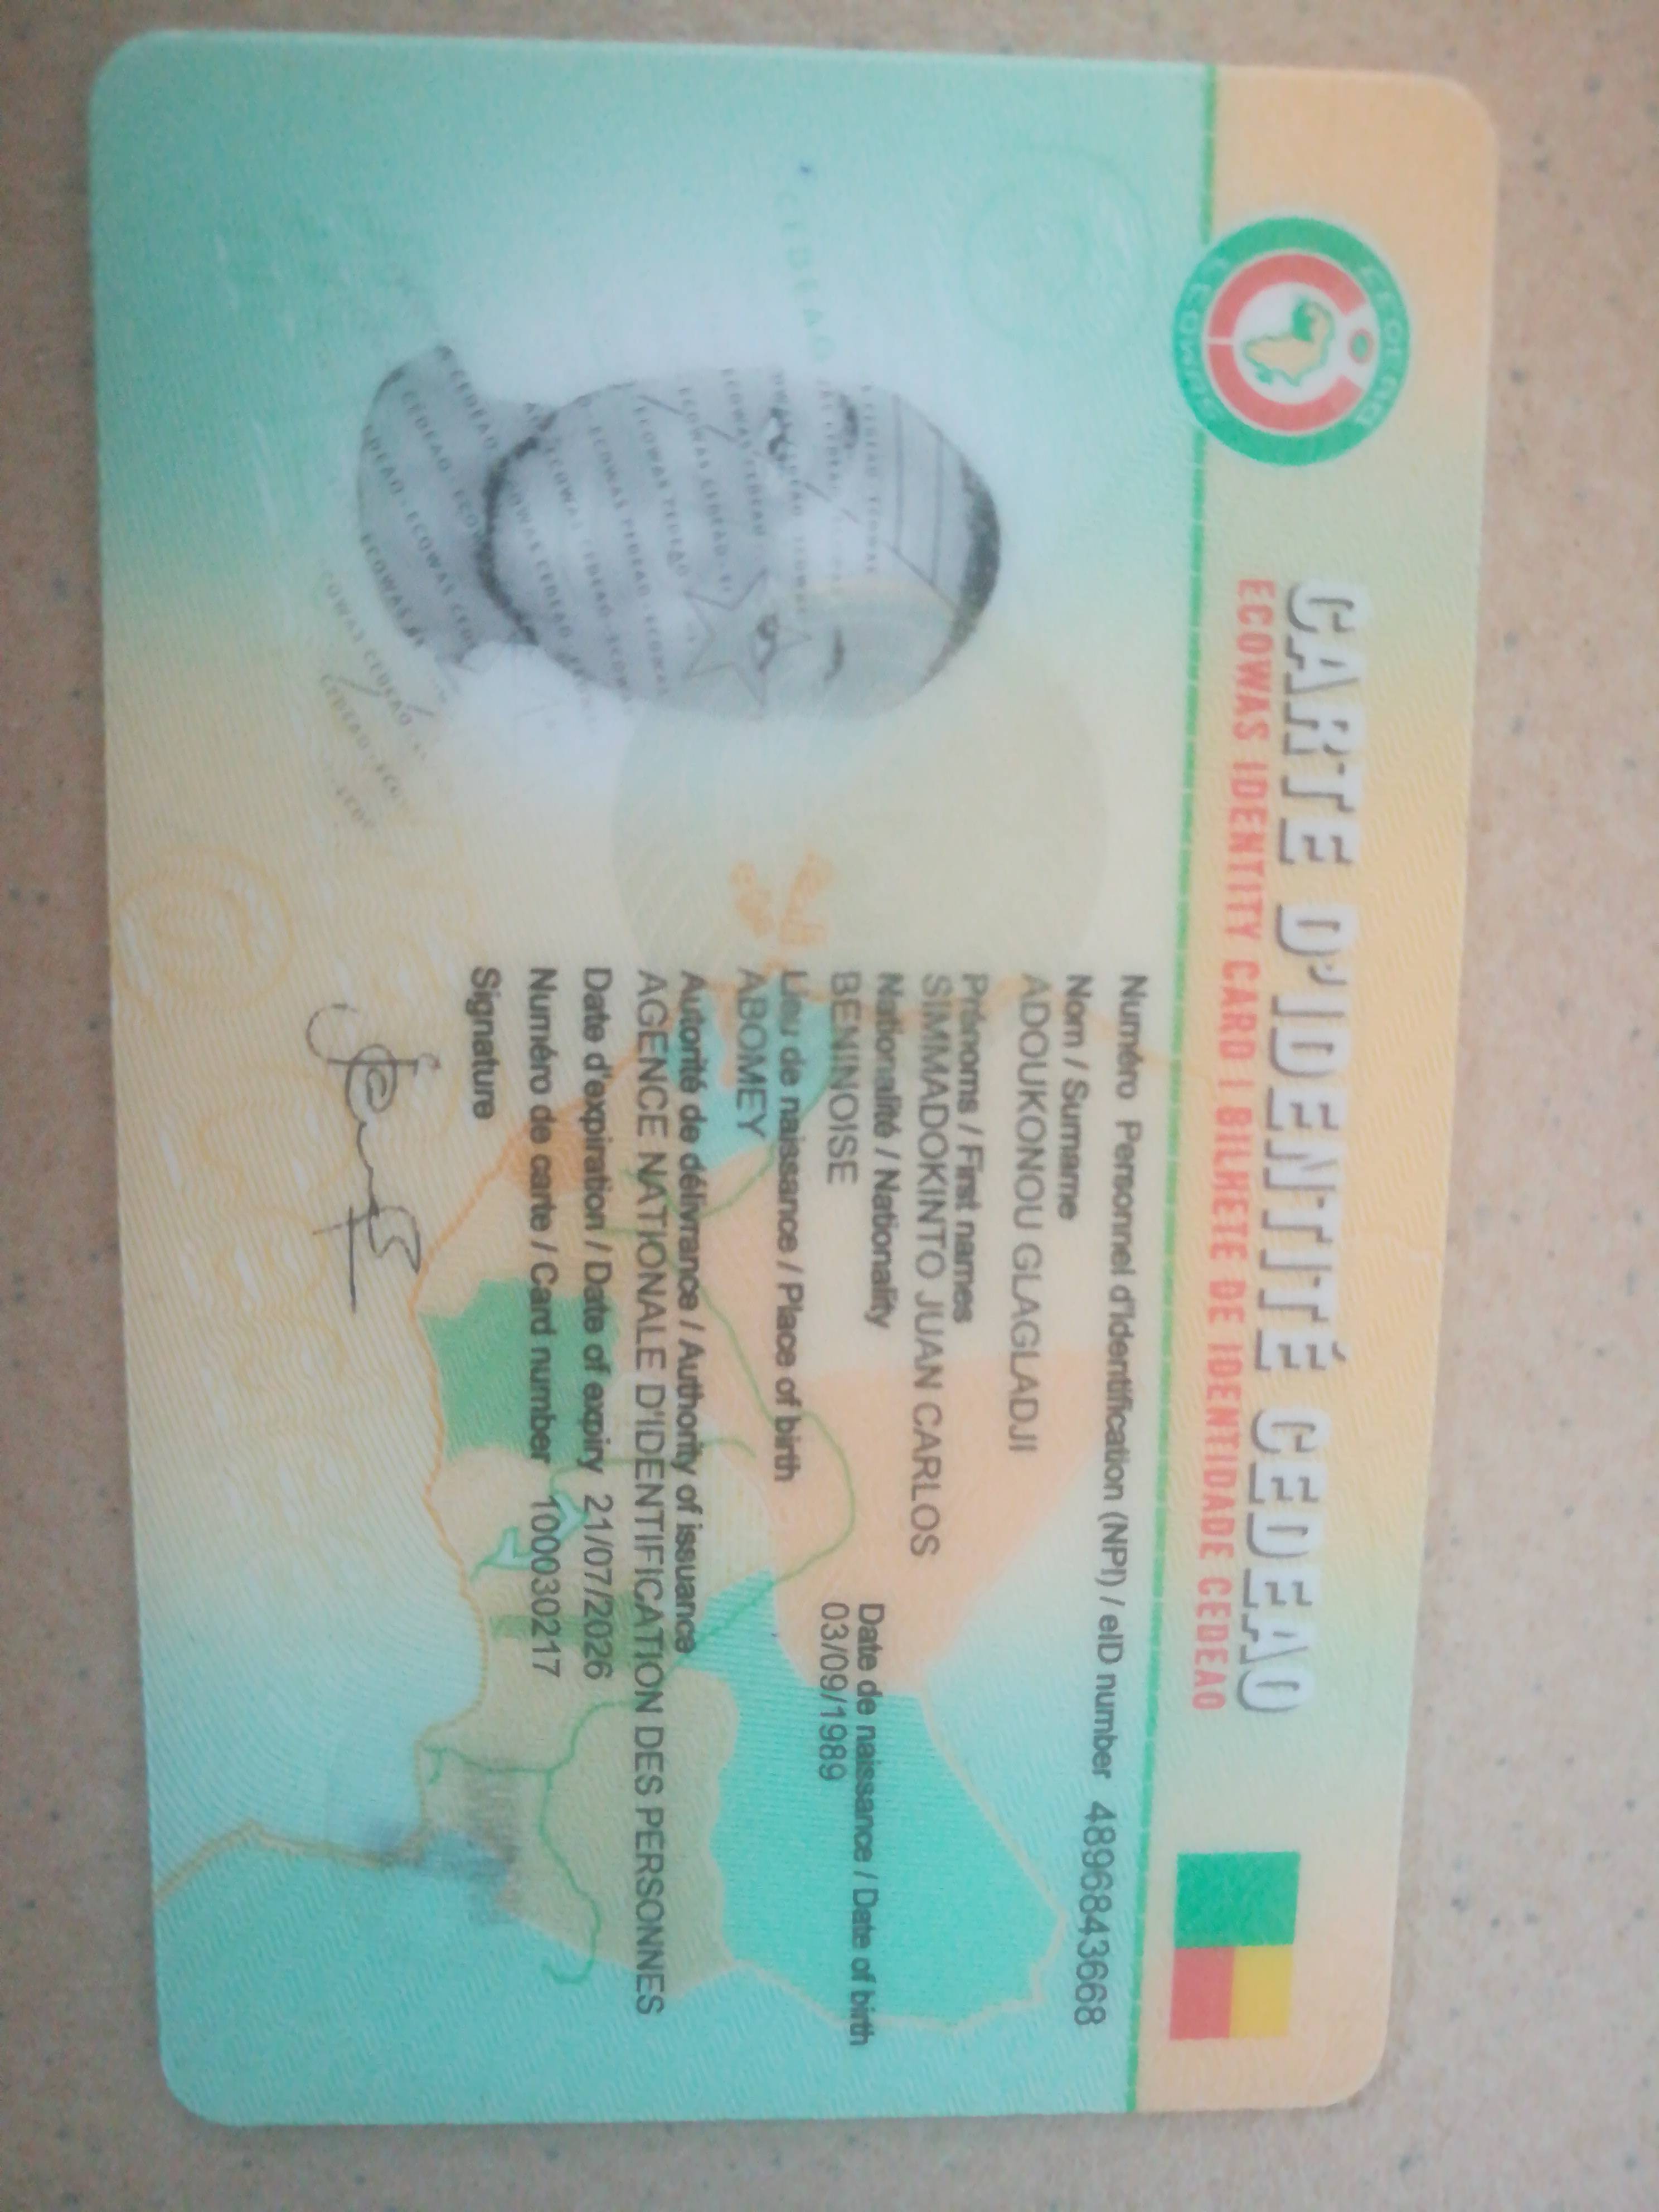 CARTE D'IDENTITÉ CEDEAO
ECOWAS IDENTITY CARD | BILHETE DE IDENTIDADE CEDEAO
CEDEAO
ECOWAS
Numéro Personnel d'Identification (NPI) / eID number 4896843668
Nom / Surname
ADOUKONOU GLAGLADJI
Prénoms / First names
SIMMADOKINTO JUAN CARLOS
Nationalité / Nationality
BENINOISE
Date de naissance / Date of birth
03/09/1989
Lieu de naissance / Place of birth
ABOMEY
Autorité de délivrance / Authority of issuance
AGENCE NATIONALE D'IDENTIFICATION DES PERSONNES
Date d'expiration / Date of expiry 21/07/2026
Numéro de carte / Card number 100030217
Signature
CEDEAO